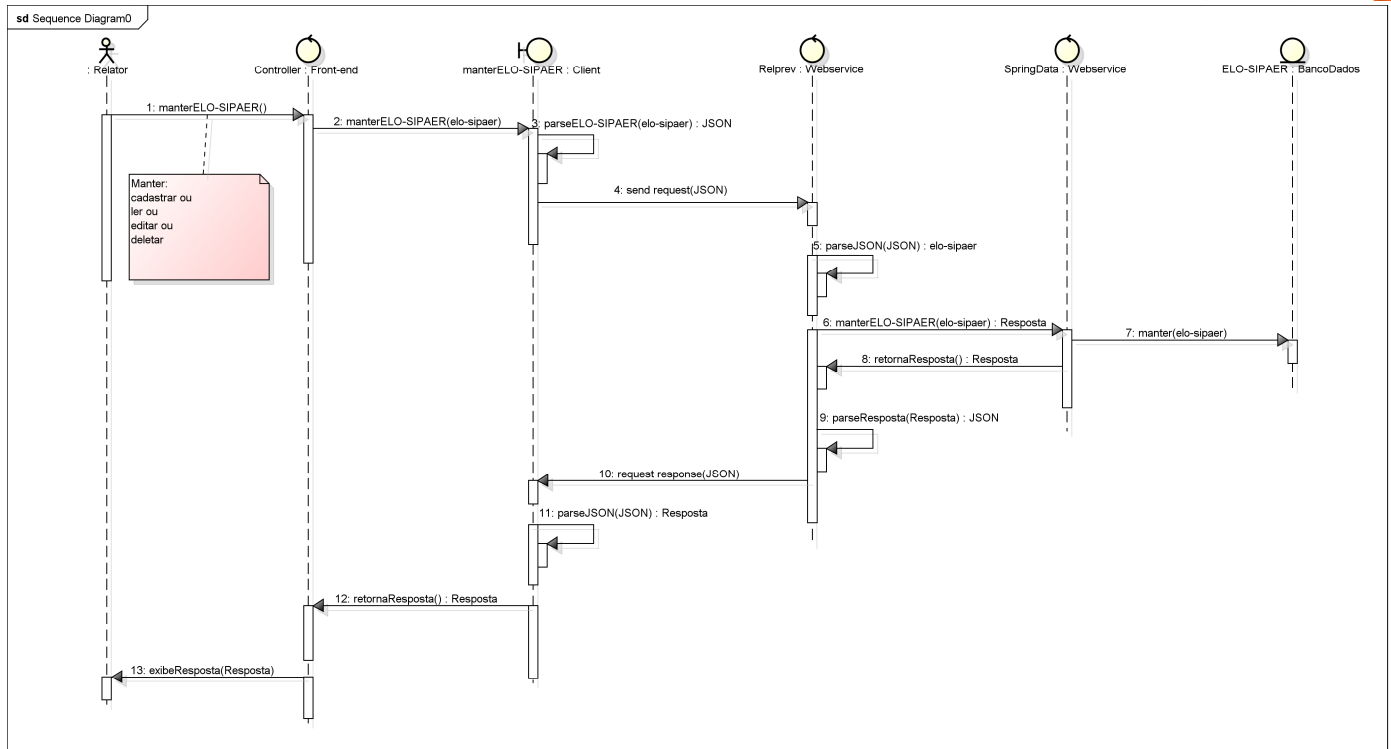 sd Sequence Diagram0
: Relator
Controller : Front-end
manterELO-SIPAER : Client
Relprev : Webservice
SpringData : Webservice
ELO-SIPAER : BancoDados
1: manterELO-SIPAER()
2: manterELO-SIPAER(elo-sipaer)
3: parseELO-SIPAER(elo-sipaer) : JSON
Manter:
cadastrar ou
ler ou
editar ou
deletar
4: send request(JSON)
5: parseJSON(JSON) : elo-sipaer
6: manterELO-SIPAER(elo-sipaer) : Resposta
7: manter(elo-sipaer)
8: retornaResposta() : Resposta
9: parseResposta(Resposta) : JSON
10: request response(JSON)
11: parseJSON(JSON) : Resposta
12: retornaResposta() : Resposta
13: exibeResposta(Resposta)